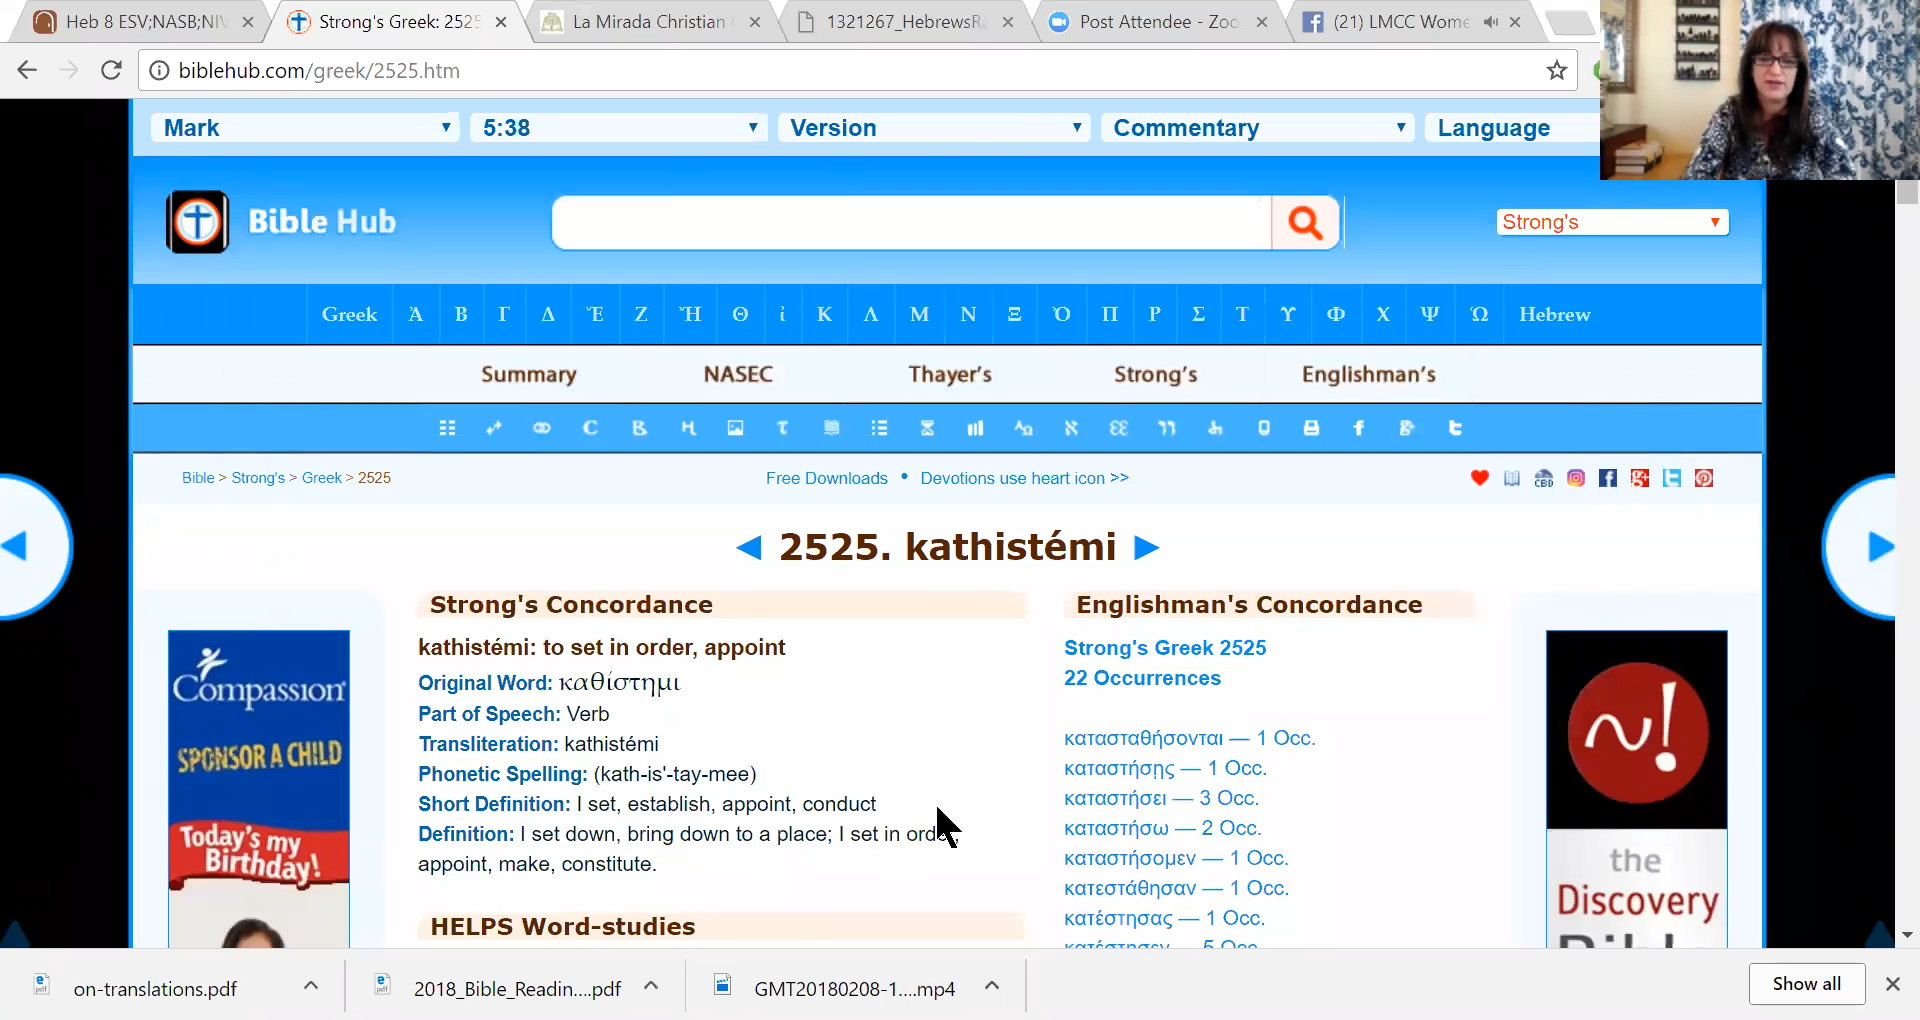 Heb 8 ESV;NASB;NIV
Strong's Greek: 2525
La Mirada Christian
1321267_HebrewsR
Post Attendee - Zoo
(21) LMCC Wome
biblehub.com/greek/2525.htm
Mark
5:38
Version
Commentary
Language
Bible Hub
Strong's
Greek Ἀ Β Γ Δ Ἐ Ζ Ἠ Θ ἰ Κ Λ Μ Ν Ξ Ὀ Π Ρ Σ Τ Υ Φ Χ Ψ Ὠ Hebrew
Summary NASEC Thayer's Strong's Englishman's
Bible > Strong's > Greek > 2525
Free Downloads • Devotions use heart icon >>
CBD
◄ 2525. kathistémi ►
Strong's Concordance
kathistémi: to set in order, appoint
Original Word: καθίστημι
Part of Speech: Verb
Transliteration: kathistémi
Phonetic Spelling: (kath-is'-tay-mee)
Short Definition: I set, establish, appoint, conduct
Definition: I set down, bring down to a place; I set in order,
appoint, make, constitute.
HELPS Word-studies
Englishman's Concordance
Strong's Greek 2525
22 Occurrences
κατασταθήσονται — 1 Occ.
καταστήσῃς — 1 Occ.
καταστήσει — 3 Occ.
καταστήσω — 2 Occ.
καταστήσομεν — 1 Occ.
κατεστάθησαν — 1 Occ.
κατέστησας — 1 Occ.
κατέστησεν — 5 Occ.
Compassion
SPONSOR A CHILD
Today's my
Birthday!
the
Discovery
Bible
on-translations.pdf
2018_Bible_Readin....pdf
GMT20180208-1....mp4
Show all